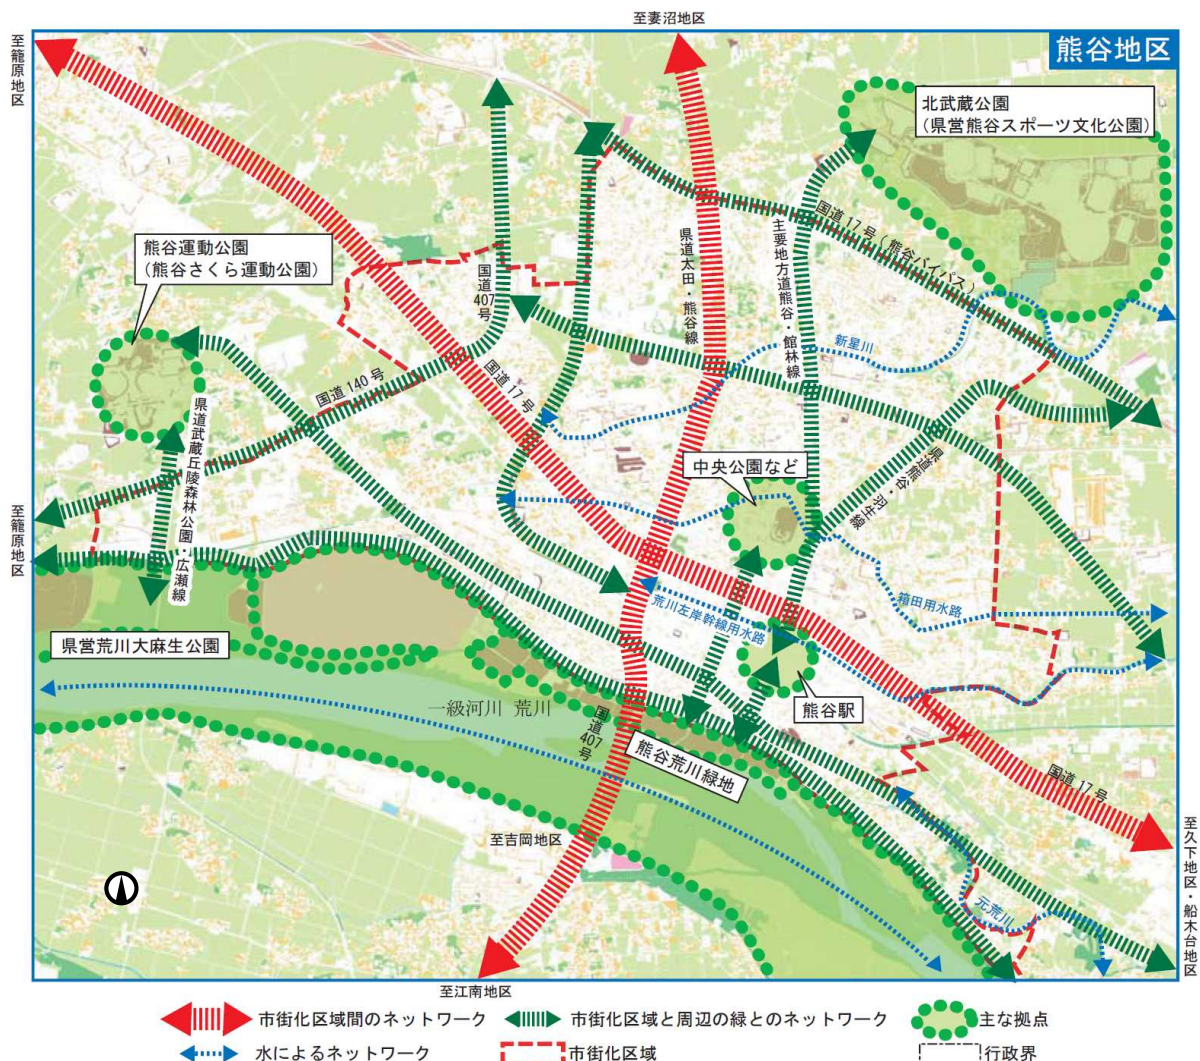 至妻沼地区
至籠原地区
熊谷地区
北武蔵公園
(県営熊谷スポーツ文化公園)
国道17号(熊谷バイパス)
主要地方道熊谷・館林線
県道太田・熊谷線
熊谷運動公園
(熊谷さくら運動公園)
国道407号
新星川
国道17号
国道140号
県道武蔵丘陵森林公園・広瀬線
中央公園など
県道熊谷・羽生線
至籠原地区
箱田用水路
荒川左岸幹線用水路
県営荒川大麻生公園
一級河川 荒川
熊谷駅
国道407号
熊谷荒川緑地
国道17号
至吉岡地区
至久下地区・船木台地区
元荒川
至江南地区
市街化区域間のネットワーク
市街化区域と周辺の緑とのネットワーク
主な拠点
水によるネットワーク
市街化区域
行政界